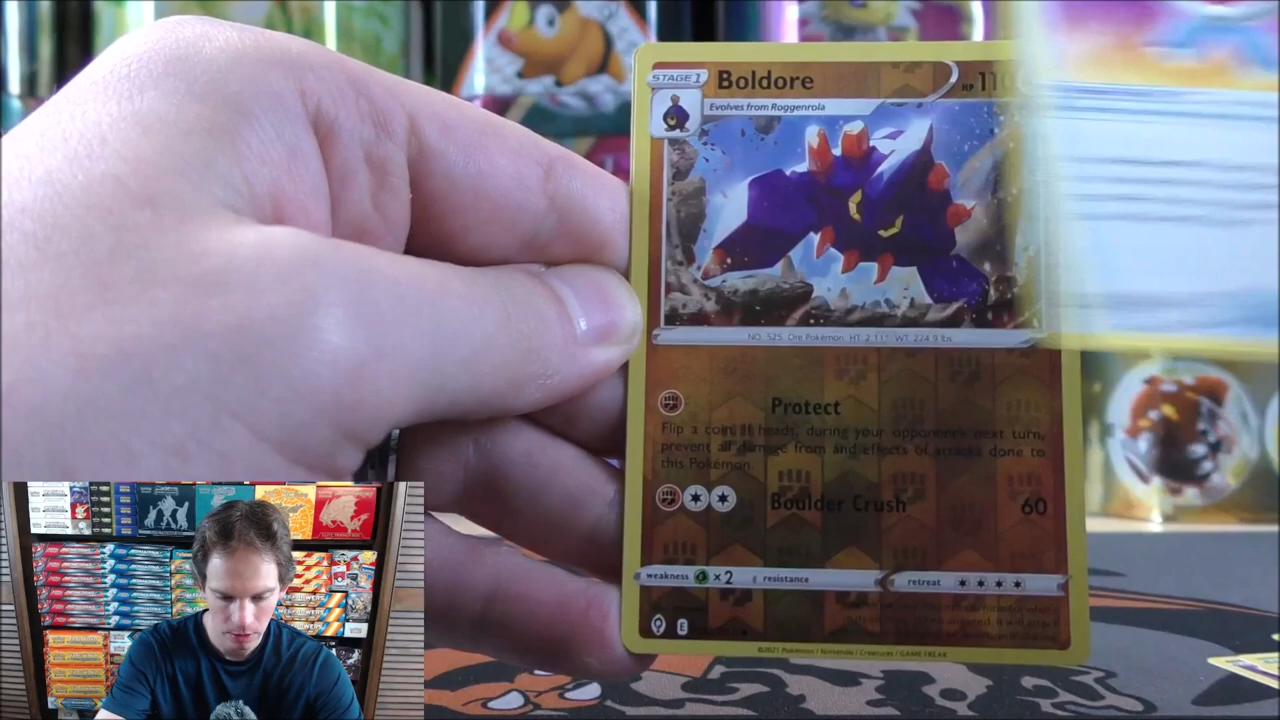 STAGE 1
Boldore
HP 11
Evolves from Roggenrola
NO. 525 Ore Pokémon HT: 2'11" WT: 224.9 lbs
Protect
Flip a coin. If heads, during your opponent's next turn,
prevent all damage from and effects of attacks done to
this Pokémon.
Boulder Crush 60
weakness ×2 resistance retreat
E
©2021 Pokémon / Nintendo / Creatures / GAME FREAK